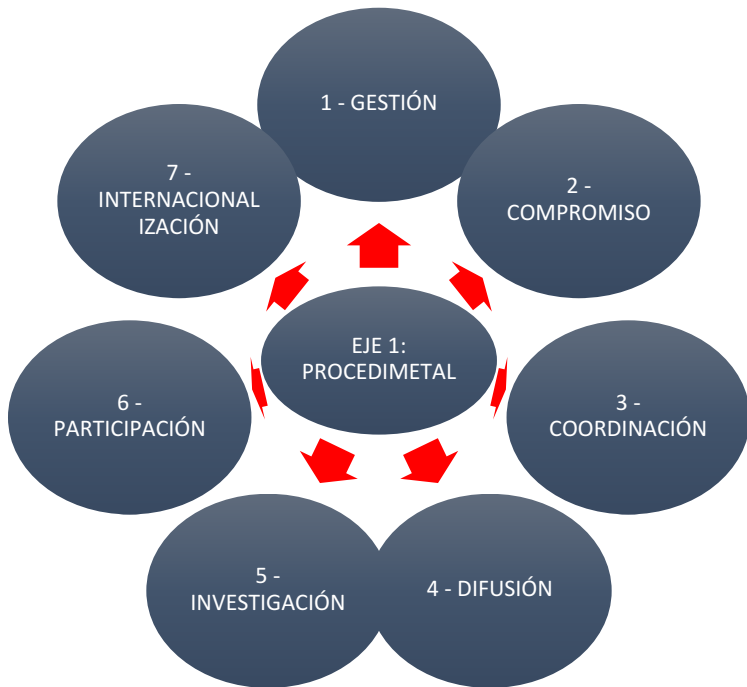 1 - GESTIÓN
2 -
COMPROMISO
3 -
COORDINACIÓN
4 - DIFUSIÓN
5 -
INVESTIGACIÓN
6 -
PARTICIPACIÓN
7 -
INTERNACIONAL
IZACIÓN
EJE 1:
PROCEDIMETAL